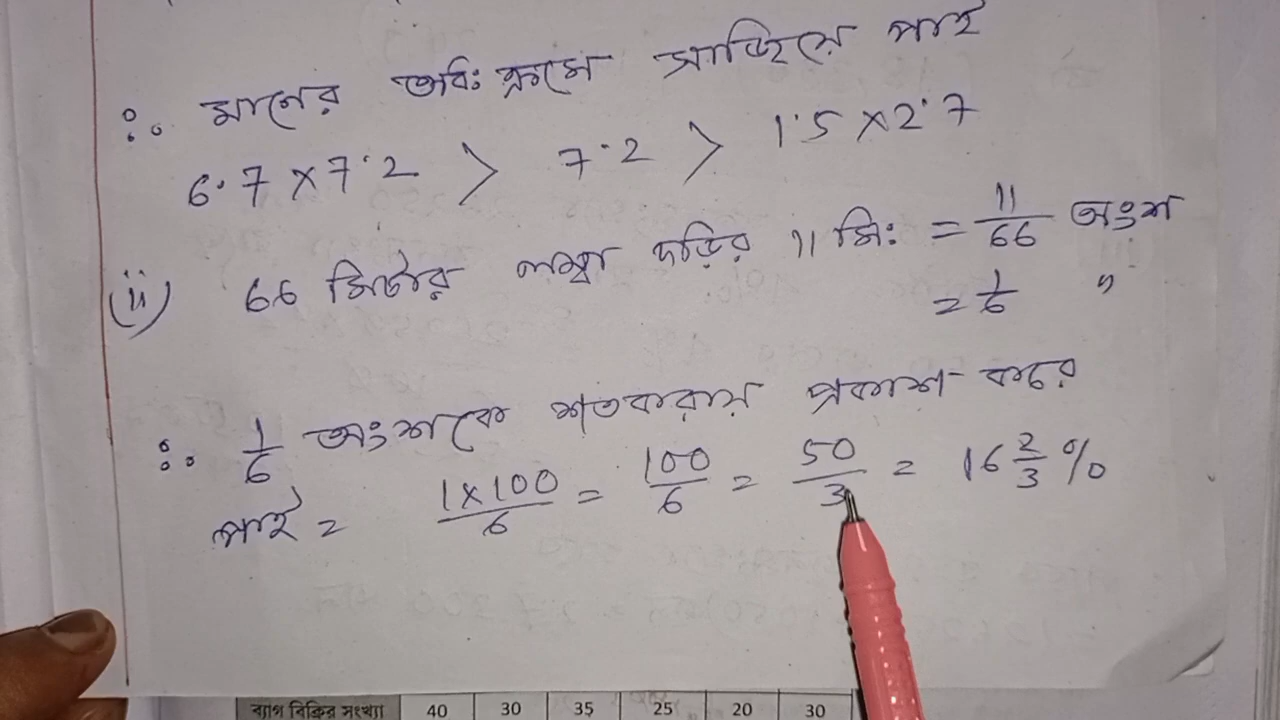 ∴ মানের অধঃক্রমে সাজিয়ে পাই
6.7×7.2 > 7.2 > 1.5×2.7
(ii) 66 মিটার লম্বা দড়ির 11 মিঃ = 11/66 অংশ
= 1/6 "
∴ 1/6 অংশকে শতকরায় প্রকাশ করে
পাই = 1×100/6 = 100/6 = 50/3 = 16 2/3 %
ব্যাগ বিক্রির সংখ্যা 40 30 35 25 20 30